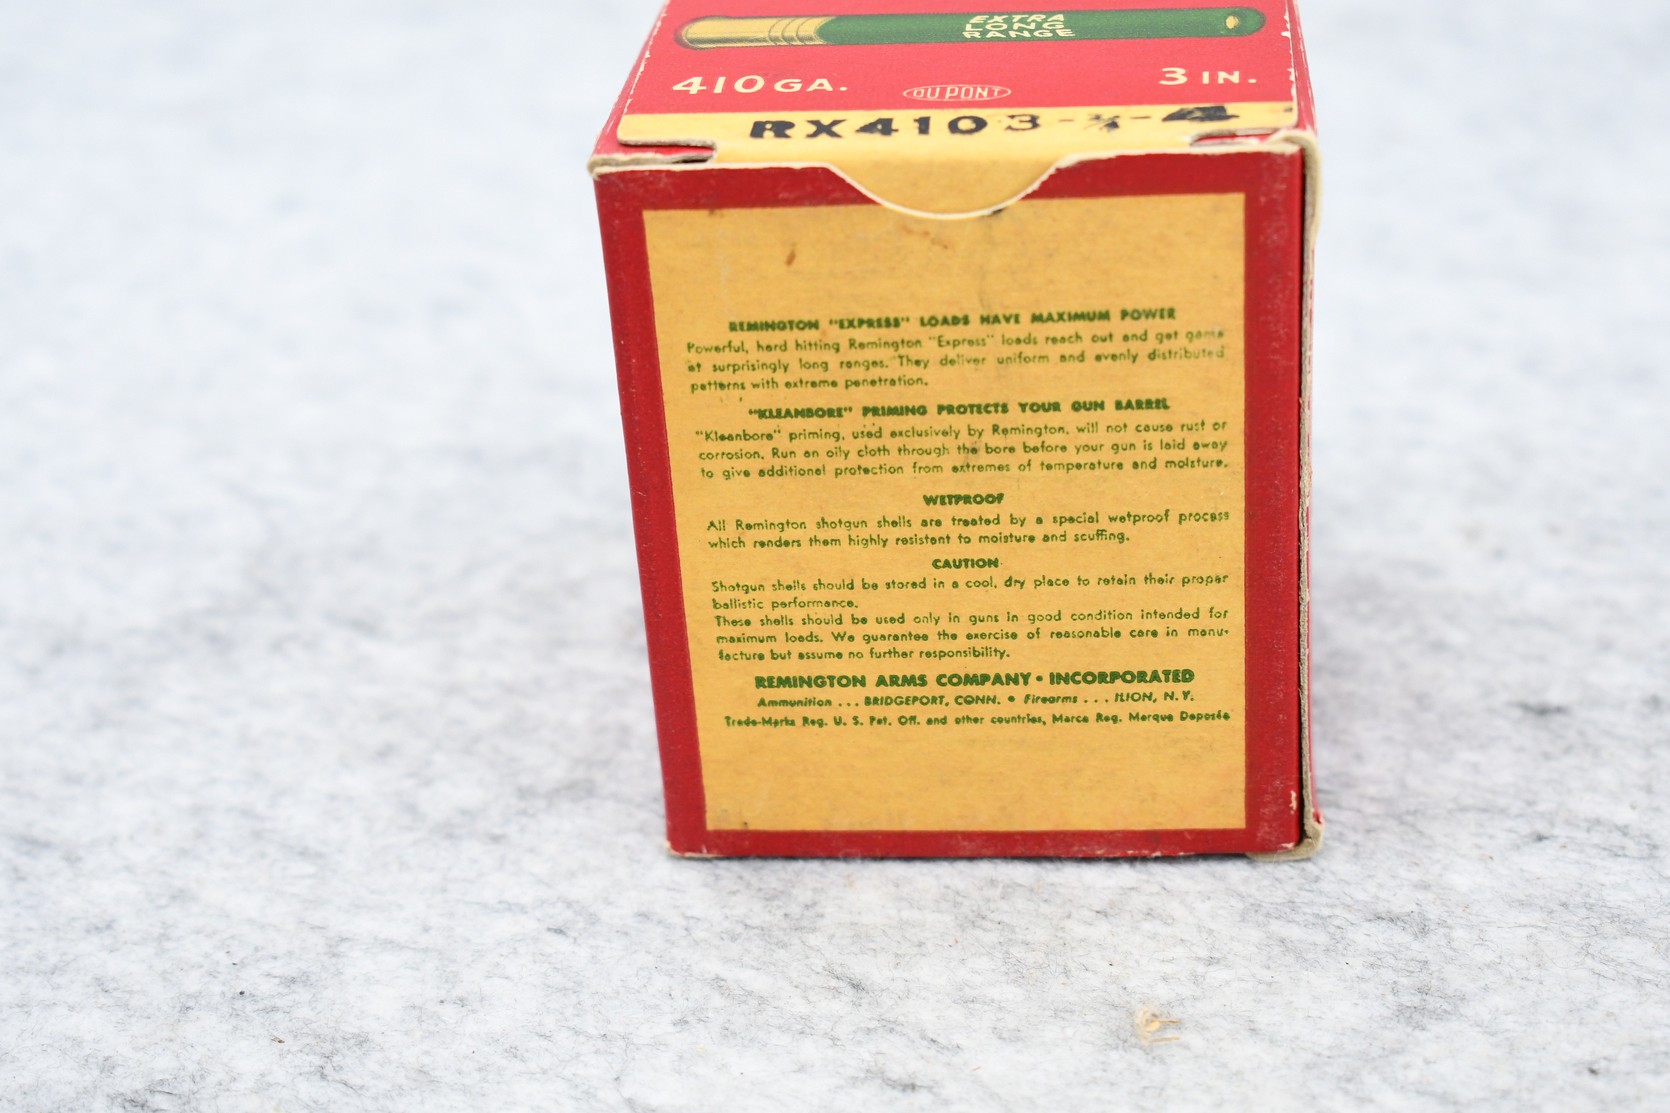 EXTRA
LONG
RANGE
410 GA.
DU PONT
3 IN.
RX4103-¾-4
REMINGTON "EXPRESS" LOADS HAVE MAXIMUM POWER
Powerful, hard hitting Remington "Express" loads reach out and get game
at surprisingly long ranges. They deliver uniform and evenly distributed
patterns with extreme penetration.
"KLEANBORE" PRIMING PROTECTS YOUR GUN BARREL
"Kleanbore" priming, used exclusively by Remington, will not cause rust or
corrosion. Run an oily cloth through the bore before your gun is laid away
to give additional protection from extremes of temperature and moisture.
WETPROOF
All Remington shotgun shells are treated by a special wetproof process
which renders them highly resistant to moisture and scuffing.
CAUTION
Shotgun shells should be stored in a cool, dry place to retain their proper
ballistic performance.
These shells should be used only in guns in good condition intended for
maximum loads. We guarantee the exercise of reasonable care in manu-
facture but assume no further responsibility.
REMINGTON ARMS COMPANY • INCORPORATED
Ammunition . . . BRIDGEPORT, CONN. • Firearms . . . ILION, N. Y.
Trade-Marks Reg. U. S. Pat. Off. and other countries, Marca Reg. Marque Deposée